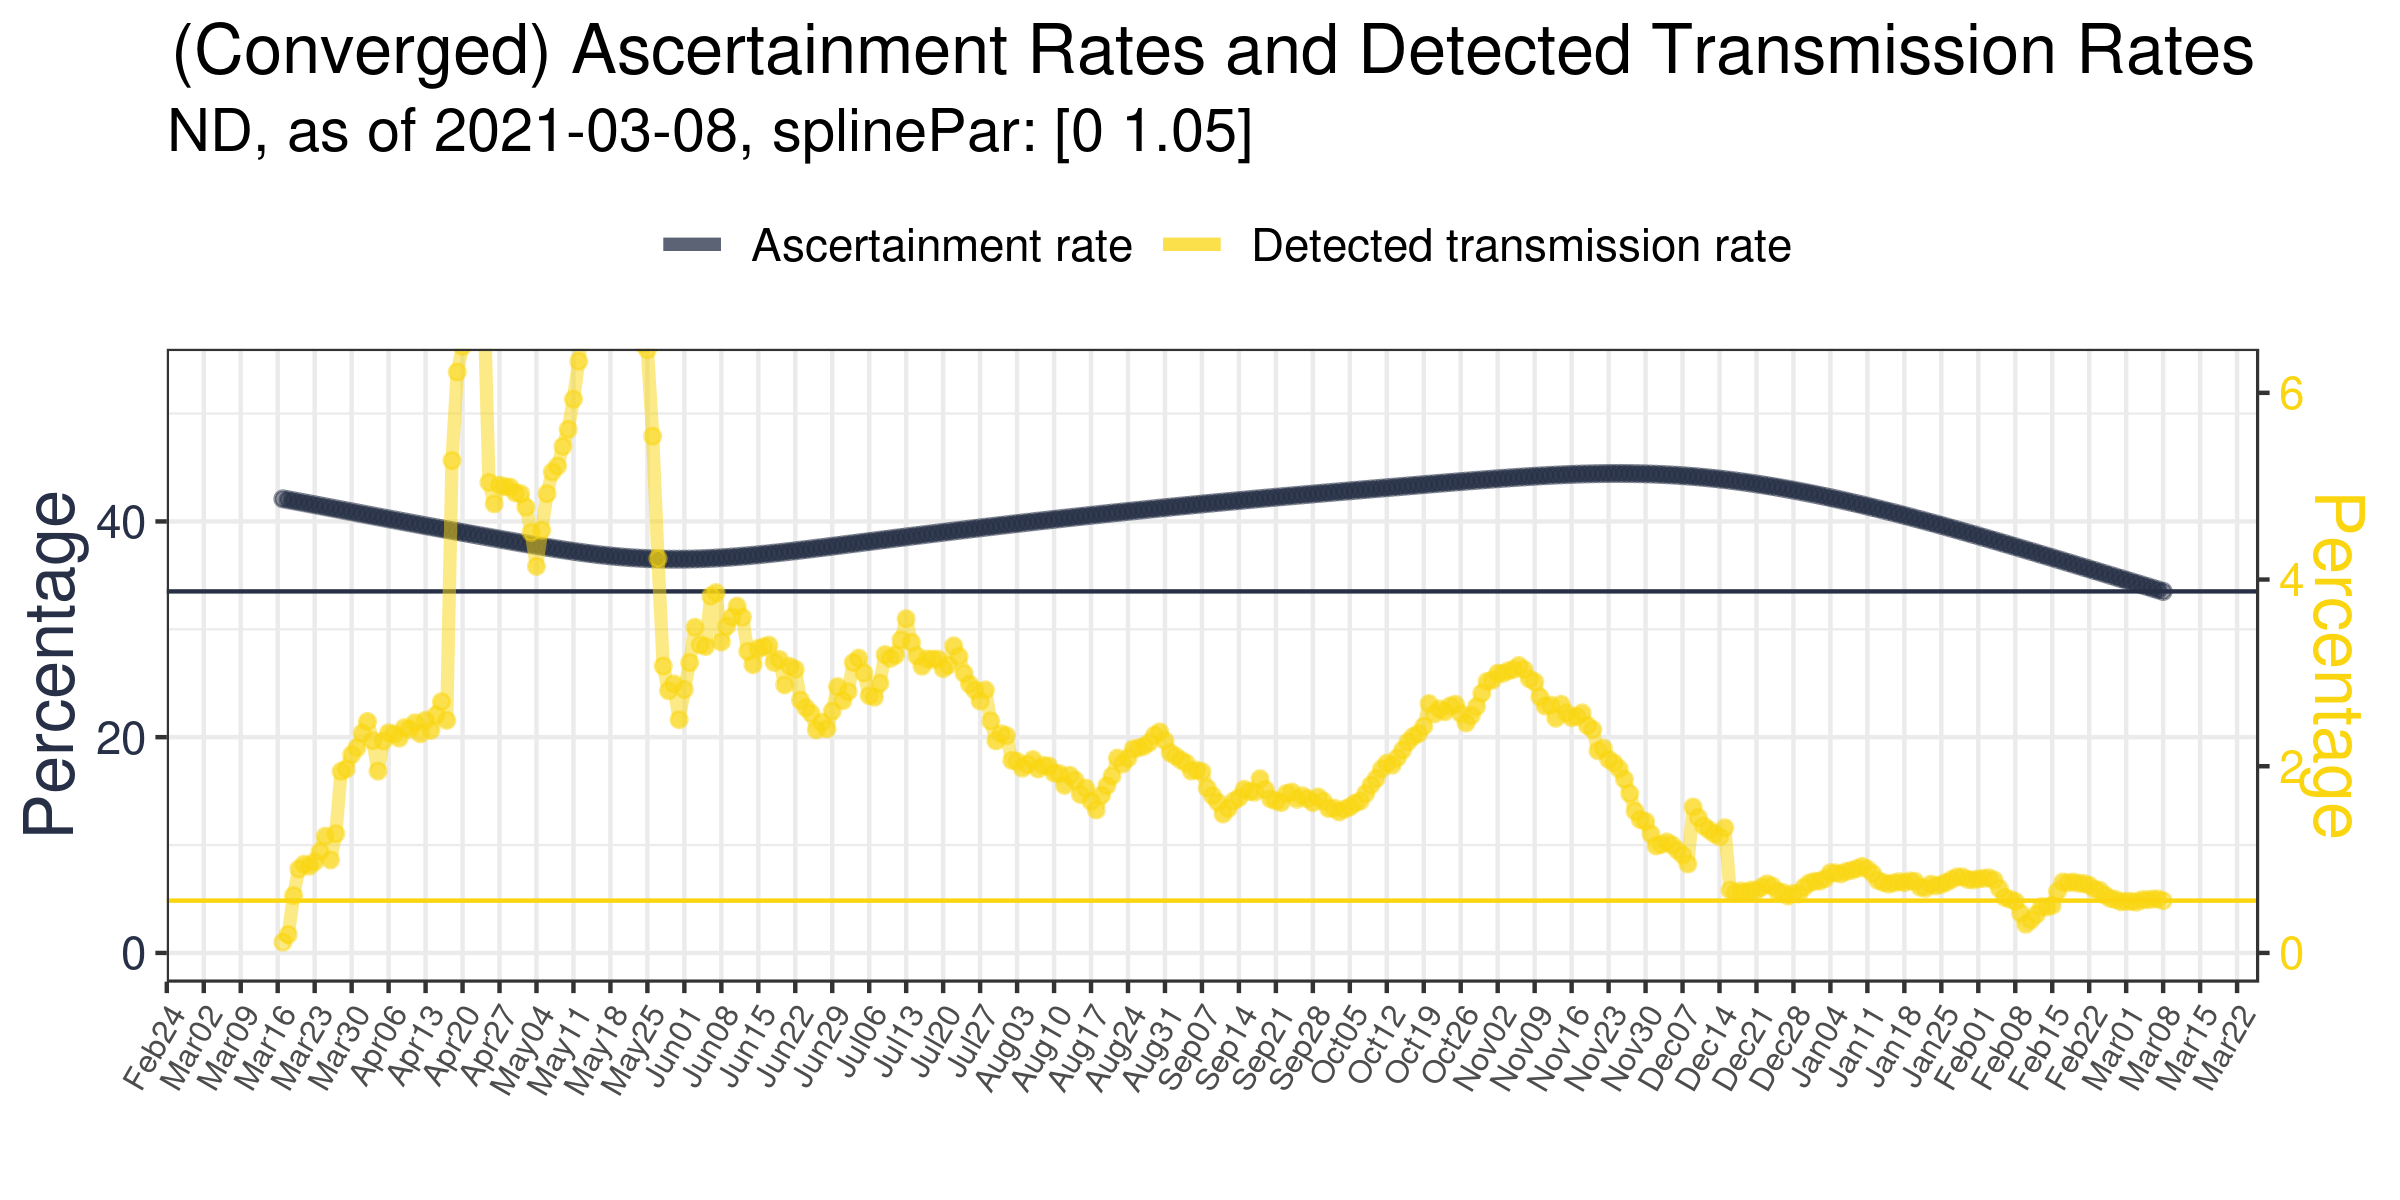 (Converged) Ascertainment Rates and Detected Transmission Rates
ND, as of 2021-03-08, splinePar: [0 1.05]
Ascertainment rate
Detected transmission rate
Percentage
40
20
0
6
4
2
0
Percentage
Feb24
Mar02
Mar09
Mar16
Mar23
Mar30
Apr06
Apr13
Apr20
Apr27
May04
May11
May18
May25
Jun01
Jun08
Jun15
Jun22
Jun29
Jul06
Jul13
Jul20
Jul27
Aug03
Aug10
Aug17
Aug24
Aug31
Sep07
Sep14
Sep21
Sep28
Oct05
Oct12
Oct19
Oct26
Nov02
Nov09
Nov16
Nov23
Nov30
Dec07
Dec14
Dec21
Dec28
Jan04
Jan11
Jan18
Jan25
Feb01
Feb08
Feb15
Feb22
Mar01
Mar08
Mar15
Mar22